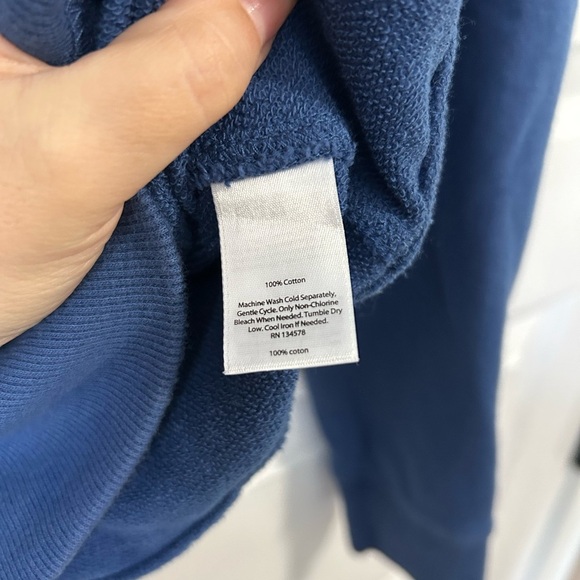 100% Cotton
Machine Wash Cold Separately,
Gentle Cycle. Only Non-Chlorine
Bleach When Needed. Tumble Dry
Low. Cool Iron If Needed.
RN 134578
100% coton